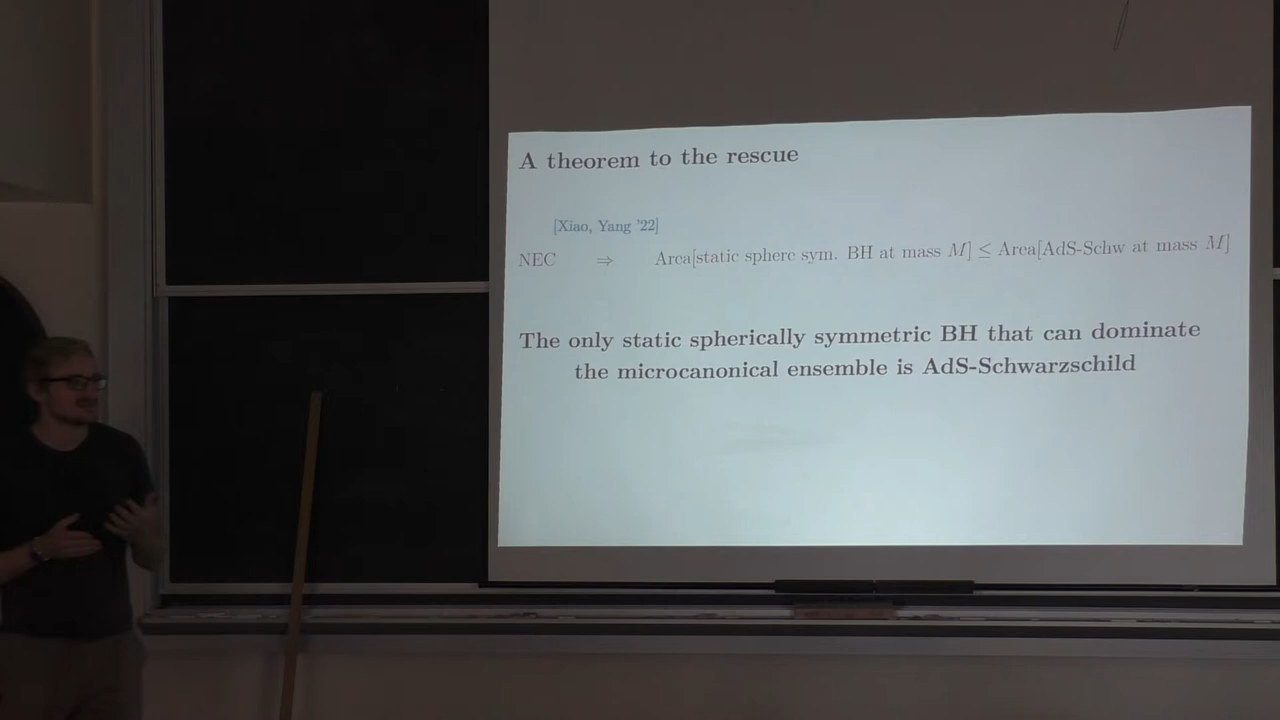 A theorem to the rescue
[Xiao, Yang '22]
NEC ⇒ Area[static sphere sym. BH at mass M] ≤ Area[AdS-Schw at mass M]
The only static spherically symmetric BH that can dominate
the microcanonical ensemble is AdS-Schwarzschild